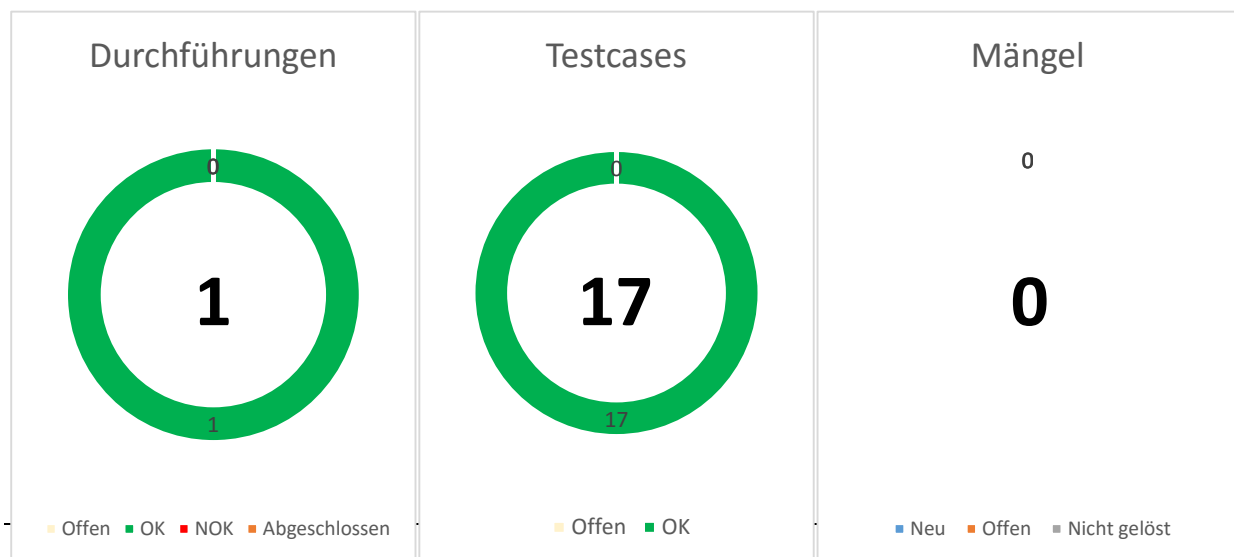 Durchführungen
0
1
1
Offen OK NOK Abgeschlossen
Testcases
0
17
17
Offen OK
Mängel
0
0
Neu Offen Nicht gelöst